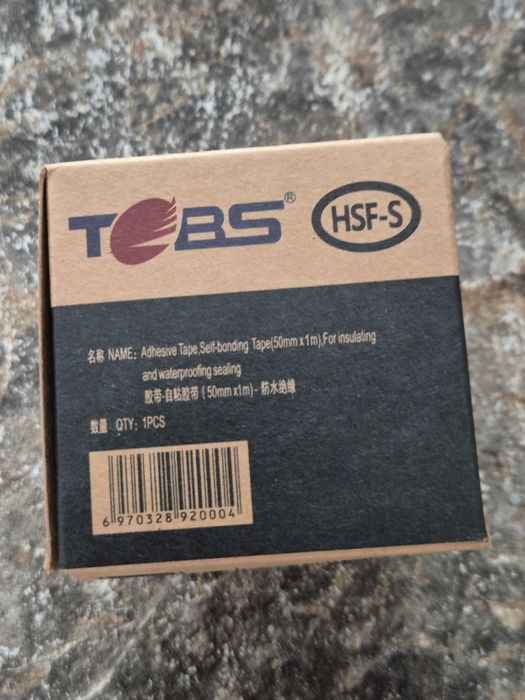 TOBS®
HSF-S
名称 NAME: Adhesive Tape,Self-bonding Tape(50mm x 1m),For insulating
and waterproofing sealing
胶带-自粘胶带 ( 50mm x1m) - 防水绝缘
数量 QTY: 1PCS
6 970328 920004